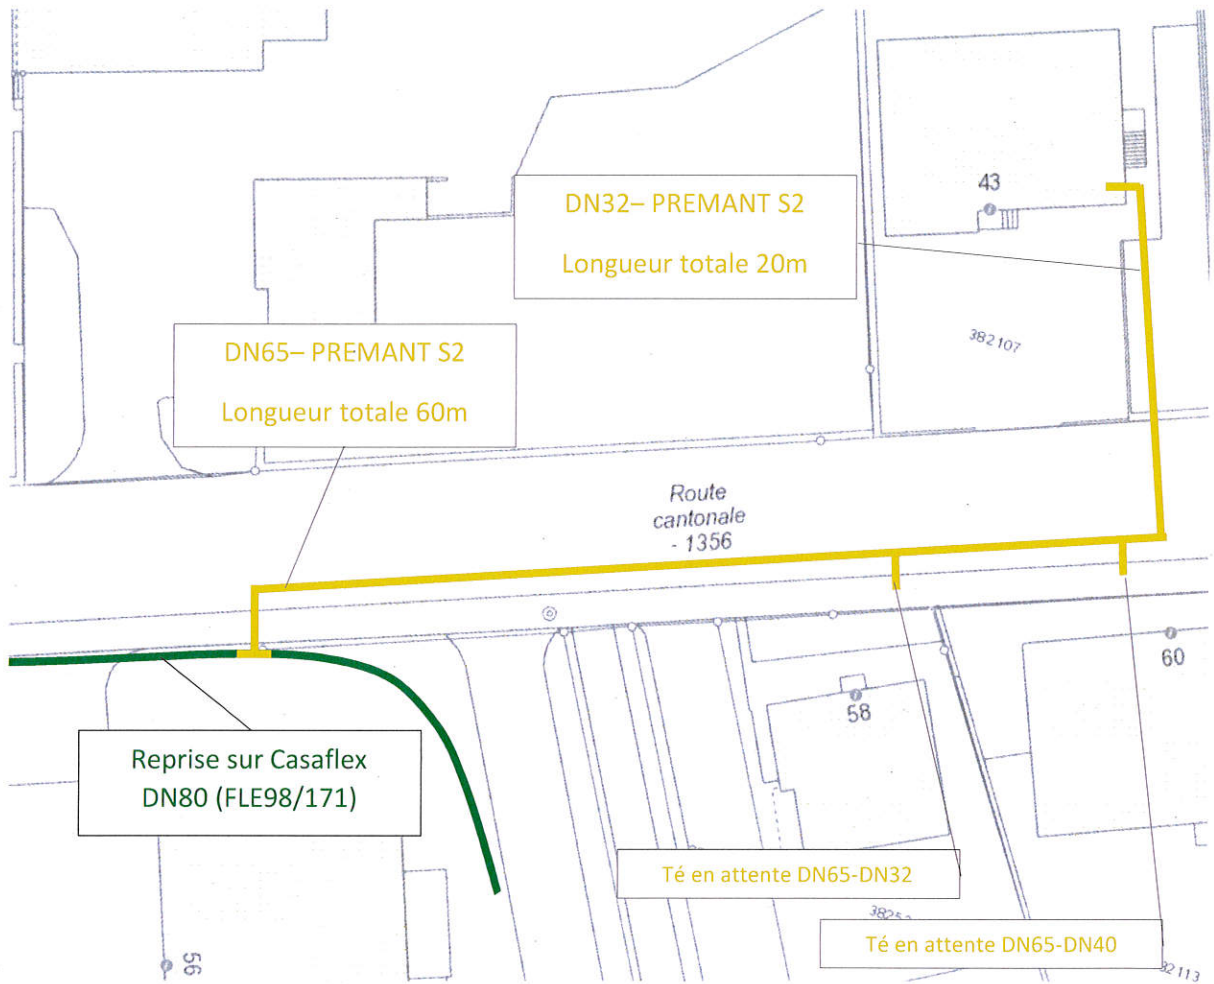 43
DN32– PREMANT S2
Longueur totale 20m
382107
DN65– PREMANT S2
Longueur totale 60m
Route
cantonale
- 1356
60
58
Reprise sur Casaflex
DN80 (FLE98/171)
Té en attente DN65-DN32
Té en attente DN65-DN40
56